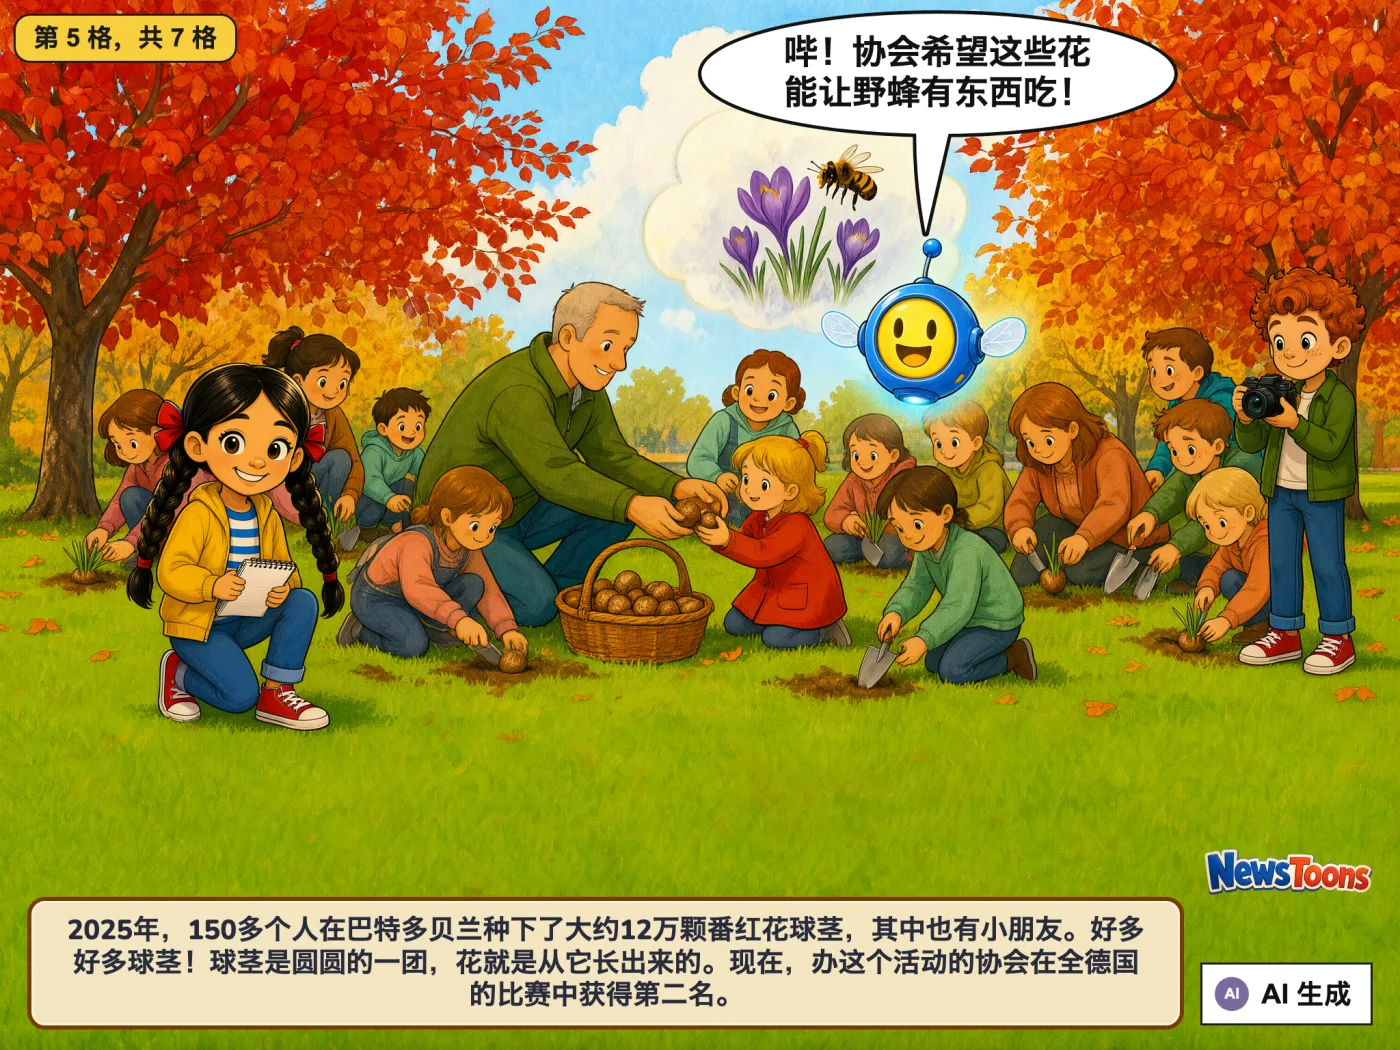 第 5 格，共 7 格
哔！协会希望这些花
能让野蜂有东西吃！
NewsToons
2025年，150多个人在巴特多贝兰种下了大约12万颗番红花球茎，其中也有小朋友。好多
好多球茎！球茎是圆圆的一团，花就是从它长出来的。现在，办这个活动的协会在全德国
的比赛中获得第二名。
AI AI 生成